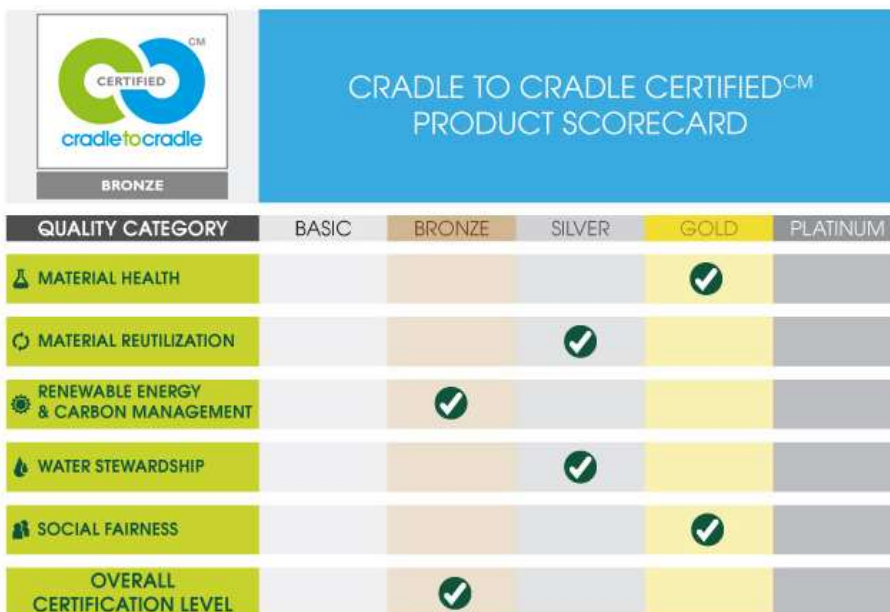 CM
CERTIFIED
cradletocradle
BRONZE
CRADLE TO CRADLE CERTIFIEDCM
PRODUCT SCORECARD
QUALITY CATEGORY BASIC BRONZE SILVER GOLD PLATINUM
MATERIAL HEALTH
MATERIAL REUTILIZATION
RENEWABLE ENERGY
& CARBON MANAGEMENT
WATER STEWARDSHIP
SOCIAL FAIRNESS
OVERALL
CERTIFICATION LEVEL